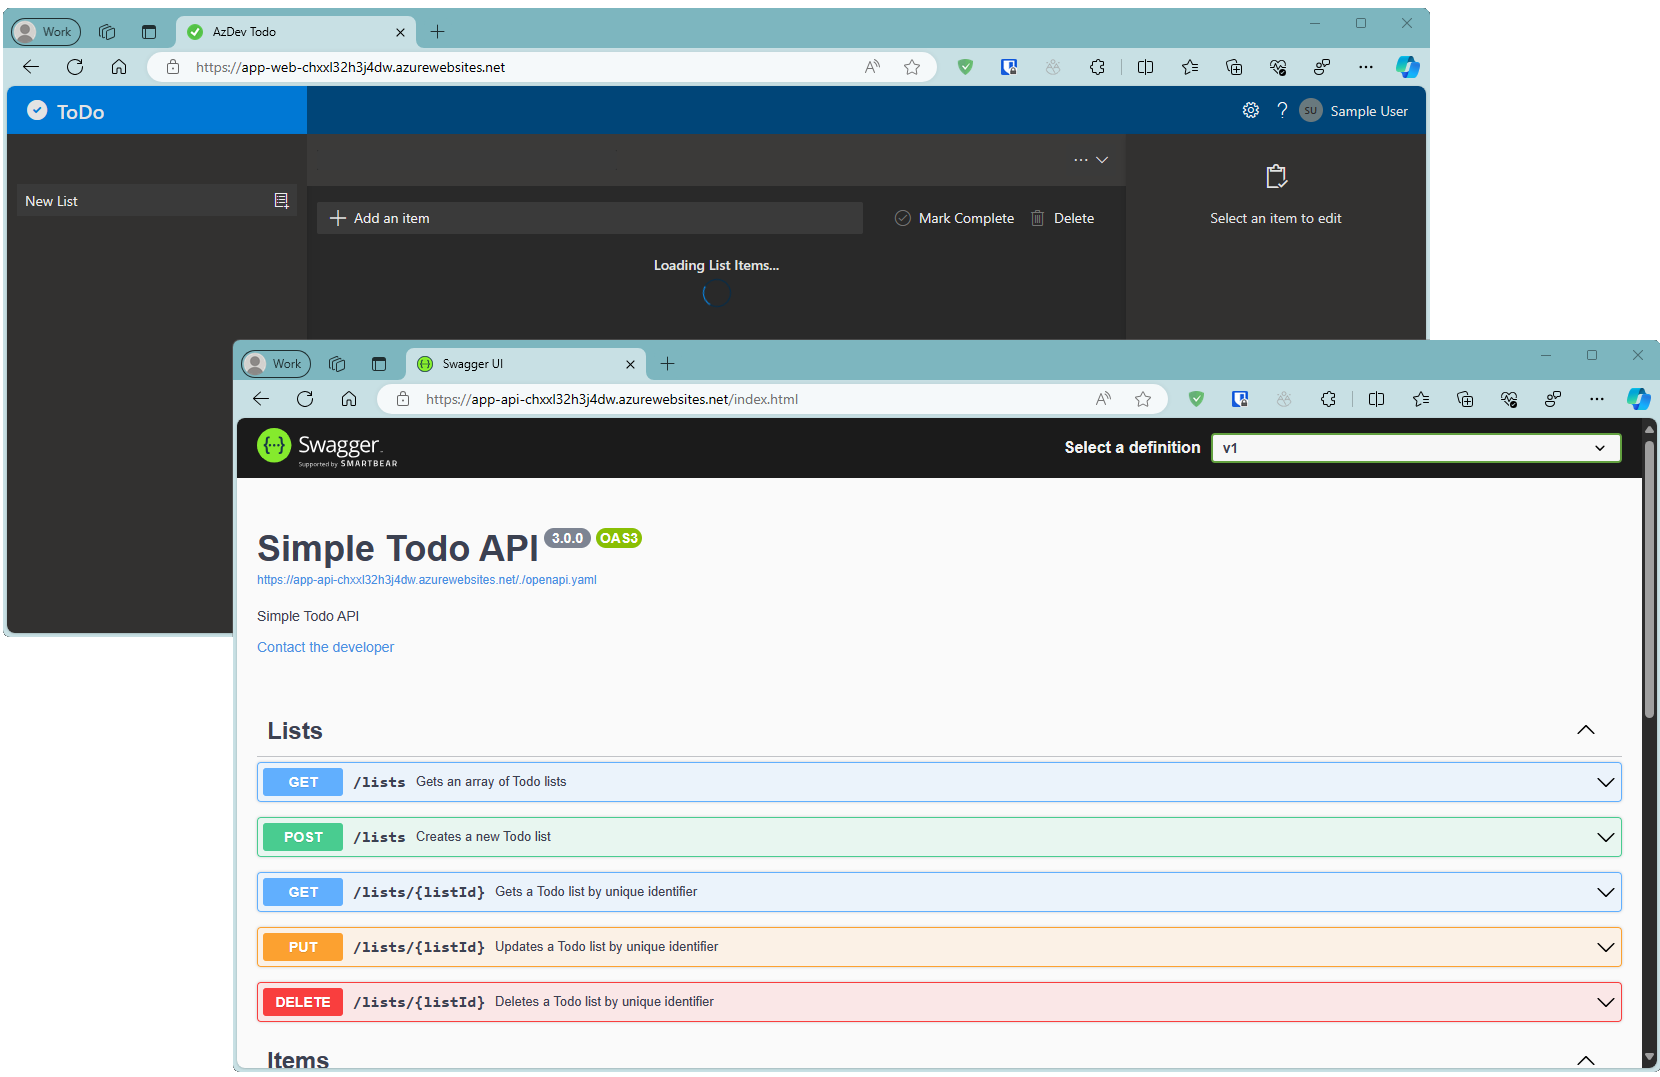 Work
AzDev Todo
https://app-web-chxxl32h3j4dw.azurewebsites.net
ToDo
SU
Sample User
New List
Add an item
Mark Complete
Delete
Select an item to edit
Loading List Items...
Work
Swagger UI
https://app-api-chxxl32h3j4dw.azurewebsites.net/index.html
Swagger
Supported by SMARTBEAR
Select a definition
v1
Simple Todo API 3.0.0 OAS3
https://app-api-chxxl32h3j4dw.azurewebsites.net/./openapi.yaml
Simple Todo API
Contact the developer
Lists
GET /lists Gets an array of Todo lists
POST /lists Creates a new Todo list
GET /lists/{listId} Gets a Todo list by unique identifier
PUT /lists/{listId} Updates a Todo list by unique identifier
DELETE /lists/{listId} Deletes a Todo list by unique identifier
Items